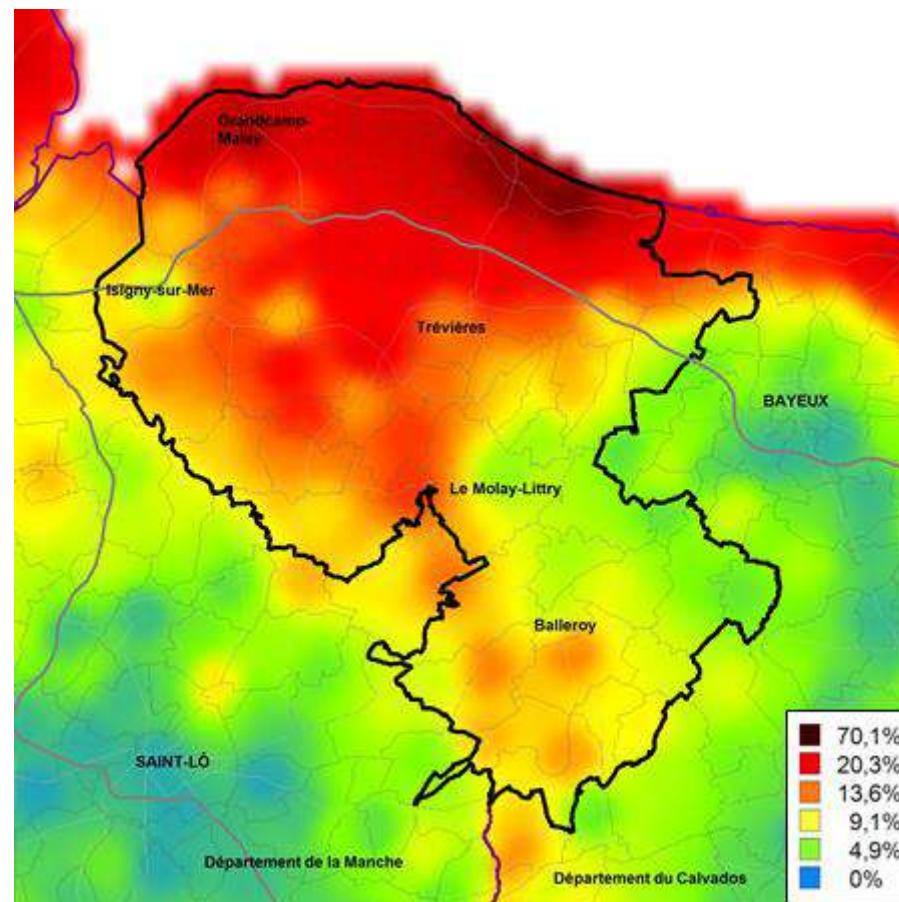 Grandcamp-
Maisy
Isigny-sur-Mer
Trévières
BAYEUX
Le Molay-Littry
Balleroy
SAINT-LÔ
Département de la Manche
Département du Calvados
70,1%
20,3%
13,6%
9,1%
4,9%
0%